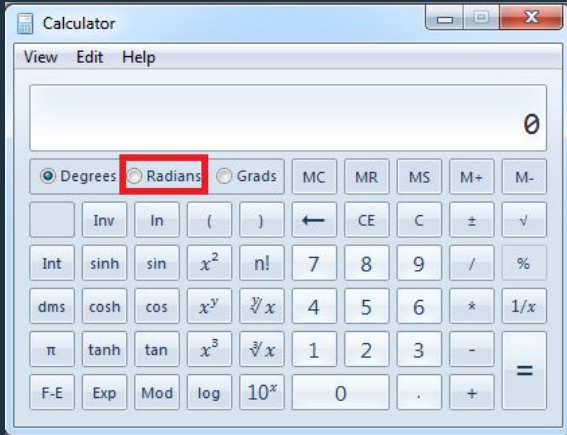 Calculator
View Edit Help
0
Degrees Radians Grads MC MR MS M+ M-
Inv ln ( ) ← CE C ± √
Int sinh sin x² n! 7 8 9 / %
dms cosh cos xʸ ʸ√x 4 5 6 * 1/x
π tanh tan x³ ³√x 1 2 3 - =
F-E Exp Mod log 10ˣ 0 . +